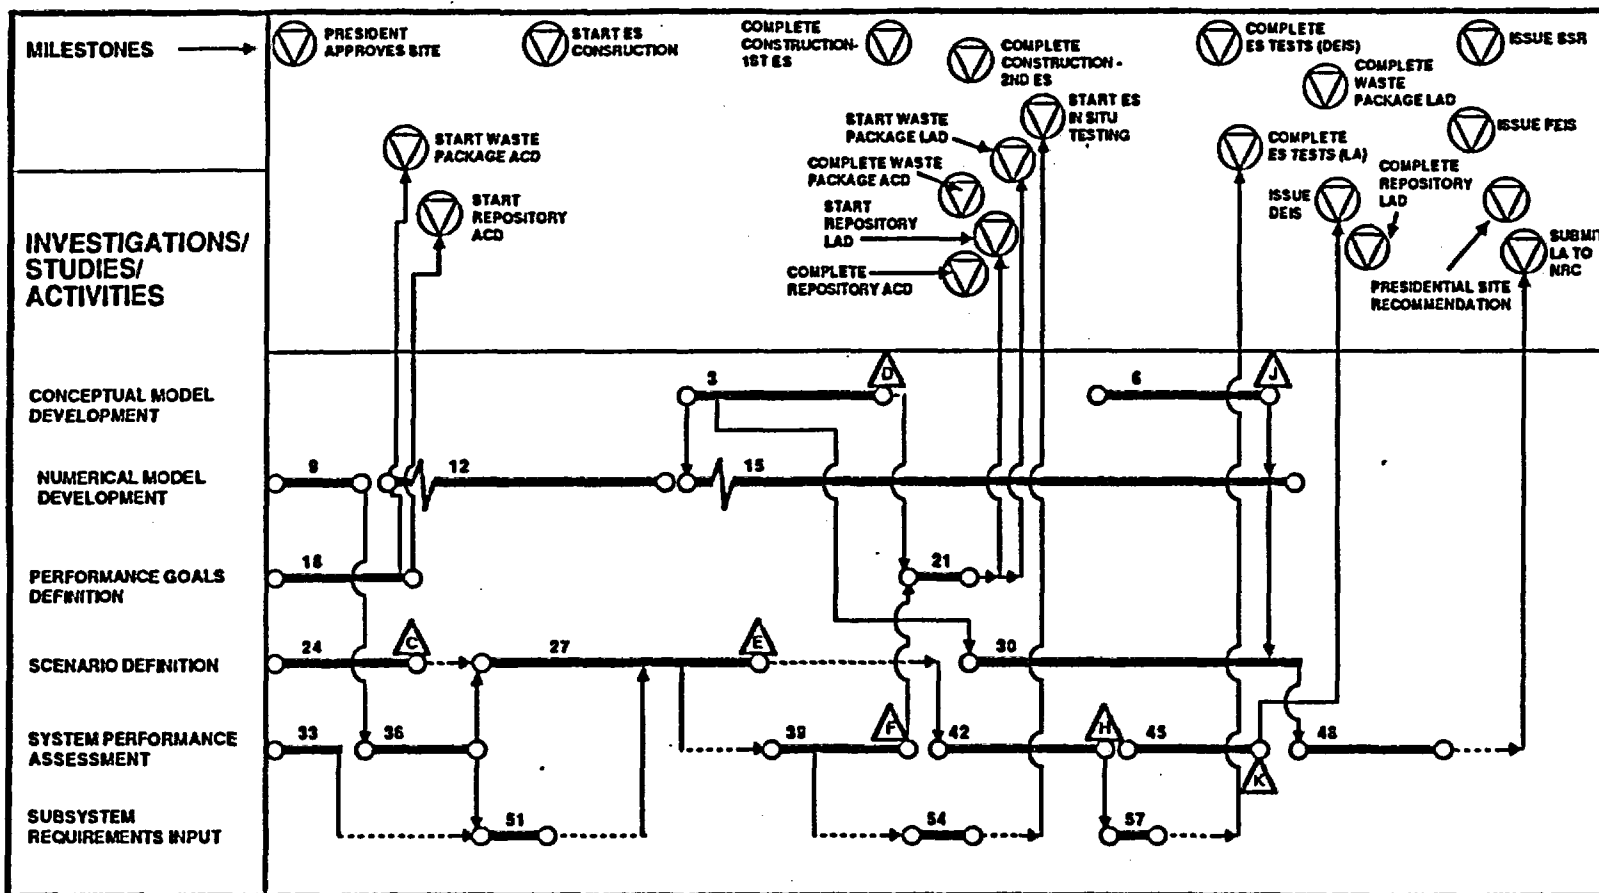 MILESTONES
PRESIDENT
APPROVES SITE
START ES
CONSRUCTION
COMPLETE
CONSTRUCTION-
1ST ES
COMPLETE
CONSTRUCTION -
2ND ES
COMPLETE
ES TESTS (DEIS)
ISSUE SSR
COMPLETE
WASTE
PACKAGE LAD
START WASTE
PACKAGE ACD
START WASTE
PACKAGE LAD
START ES
IN SITU
TESTING
COMPLETE
ES TESTS (LA)
ISSUE FEIS
START
REPOSITORY
ACD
COMPLETE WASTE
PACKAGE ACD
START
REPOSITORY
LAD
COMPLETE
REPOSITORY ACD
ISSUE
DEIS
COMPLETE
REPOSITORY
LAD
PRESIDENTIAL SITE
RECOMMENDATION
SUBMIT
LA TO
NRC
INVESTIGATIONS/
STUDIES/
ACTIVITIES
CONCEPTUAL MODEL
DEVELOPMENT
3
D
6
J
NUMERICAL MODEL
DEVELOPMENT
9
12
15
PERFORMANCE GOALS
DEFINITION
18
21
SCENARIO DEFINITION
24
C
27
E
30
SYSTEM PERFORMANCE
ASSESSMENT
33
36
39
F
42
H
45
K
48
SUBSYSTEM
REQUIREMENTS INPUT
51
54
57